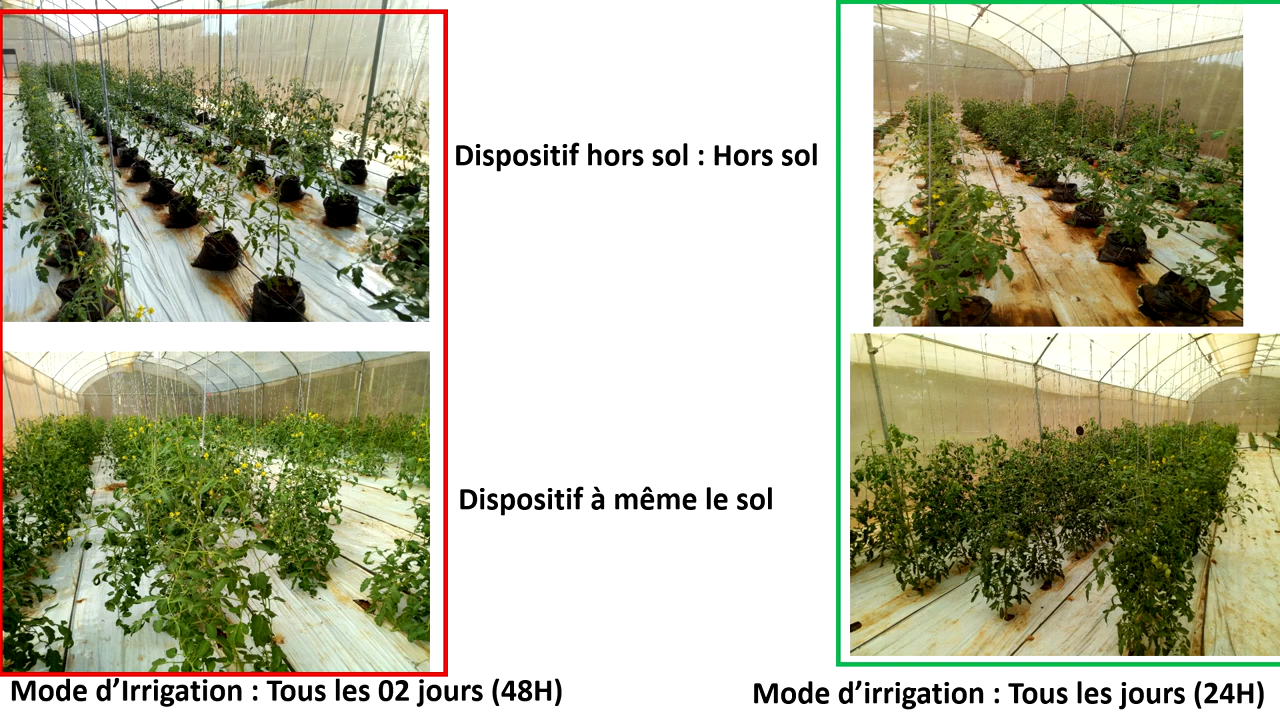 Dispositif hors sol : Hors sol
Dispositif à même le sol
Mode d’Irrigation : Tous les 02 jours (48H)
Mode d’irrigation : Tous les jours (24H)